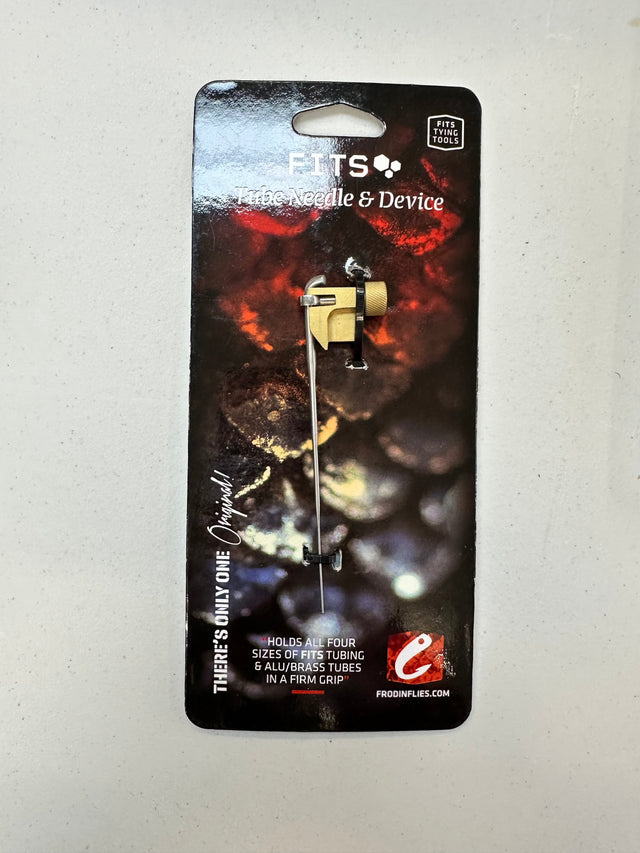 FITS
TYING
TOOLS
FITS
Tube Needle & Device
THERE'S ONLY ONE Original!
"HOLDS ALL FOUR
SIZES OF FITS TUBING
& ALU/BRASS TUBES
IN A FIRM GRIP"
FRODINFLIES.COM